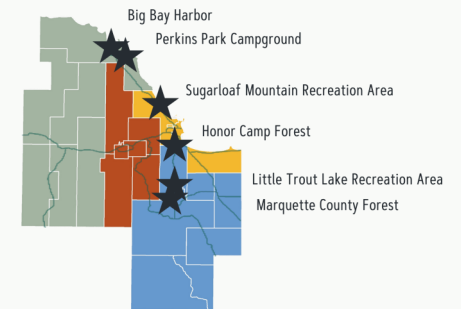 Big Bay Harbor
Perkins Park Campground
Sugarloaf Mountain Recreation Area
Honor Camp Forest
Little Trout Lake Recreation Area
Marquette County Forest